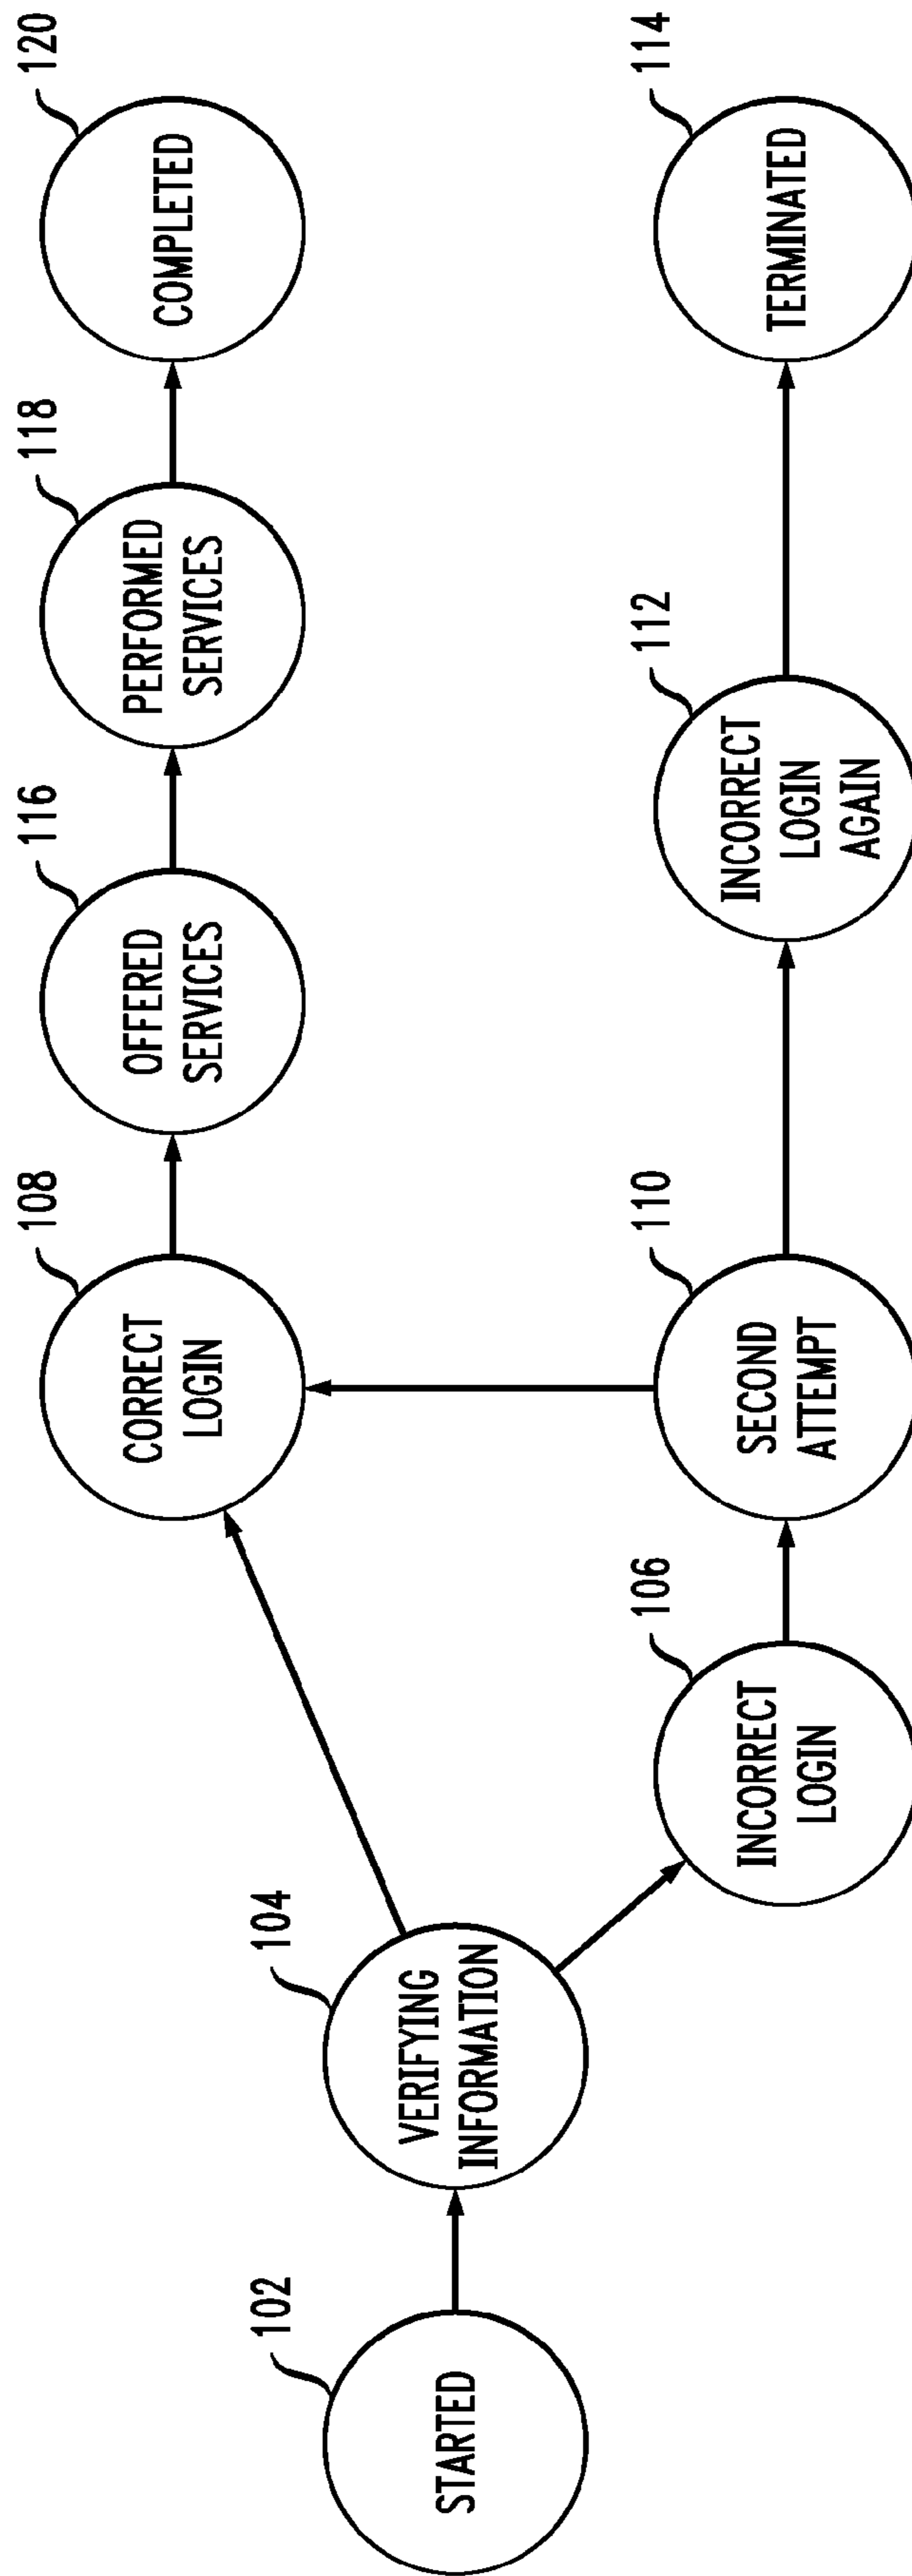 102
STARTED
104
VERIFYING
INFORMATION
108
CORRECT
LOGIN
116
OFFERED
SERVICES
118
PERFORMED
SERVICES
120
COMPLETED
106
INCORRECT
LOGIN
110
SECOND
ATTEMPT
112
INCORRECT
LOGIN
AGAIN
114
TERMINATED